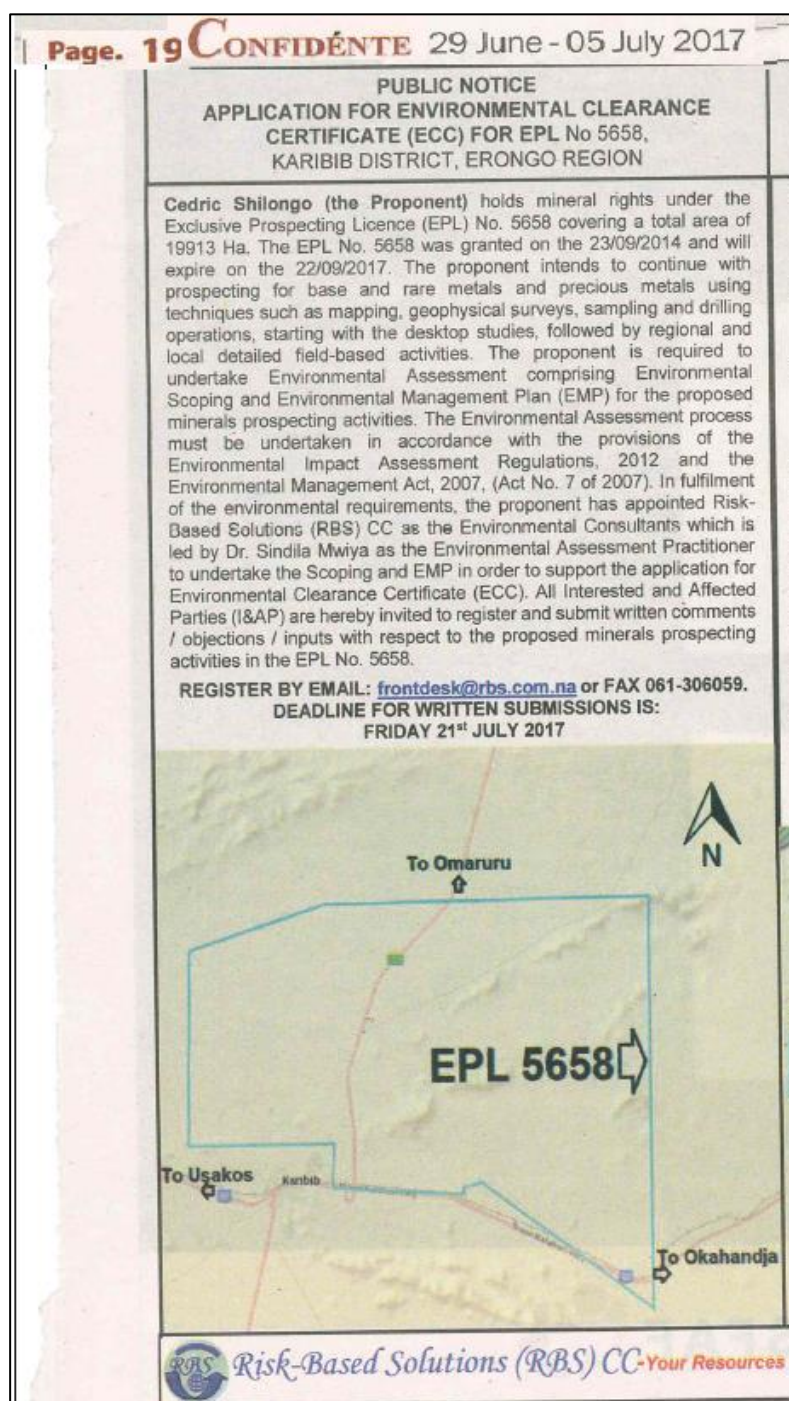 Page. 19 CONFIDÉNTE 29 June - 05 July 2017
PUBLIC NOTICE
APPLICATION FOR ENVIRONMENTAL CLEARANCE
CERTIFICATE (ECC) FOR EPL No 5658,
KARIBIB DISTRICT, ERONGO REGION
Cedric Shilongo (the Proponent) holds mineral rights under the
Exclusive Prospecting Licence (EPL) No. 5658 covering a total area of
19913 Ha. The EPL No. 5658 was granted on the 23/09/2014 and will
expire on the 22/09/2017. The proponent intends to continue with
prospecting for base and rare metals and precious metals using
techniques such as mapping, geophysical surveys, sampling and drilling
operations, starting with the desktop studies, followed by regional and
local detailed field-based activities. The proponent is required to
undertake Environmental Assessment comprising Environmental
Scoping and Environmental Management Plan (EMP) for the proposed
minerals prospecting activities. The Environmental Assessment process
must be undertaken in accordance with the provisions of the
Environmental Impact Assessment Regulations, 2012 and the
Environmental Management Act, 2007, (Act No. 7 of 2007). In fulfilment
of the environmental requirements, the proponent has appointed Risk-
Based Solutions (RBS) CC as the Environmental Consultants which is
led by Dr. Sindila Mwiya as the Environmental Assessment Practitioner
to undertake the Scoping and EMP in order to support the application for
Environmental Clearance Certificate (ECC). All Interested and Affected
Parties (I&AP) are hereby invited to register and submit written comments
/ objections / inputs with respect to the proposed minerals prospecting
activities in the EPL No. 5658.
REGISTER BY EMAIL: frontdesk@rbs.com.na or FAX 061-306059.
DEADLINE FOR WRITTEN SUBMISSIONS IS:
FRIDAY 21st JULY 2017
N
To Omaruru
EPL 5658
To Usakos
Karibib
To Okahandja
RBS Risk-Based Solutions (RBS) CC-Your Resources